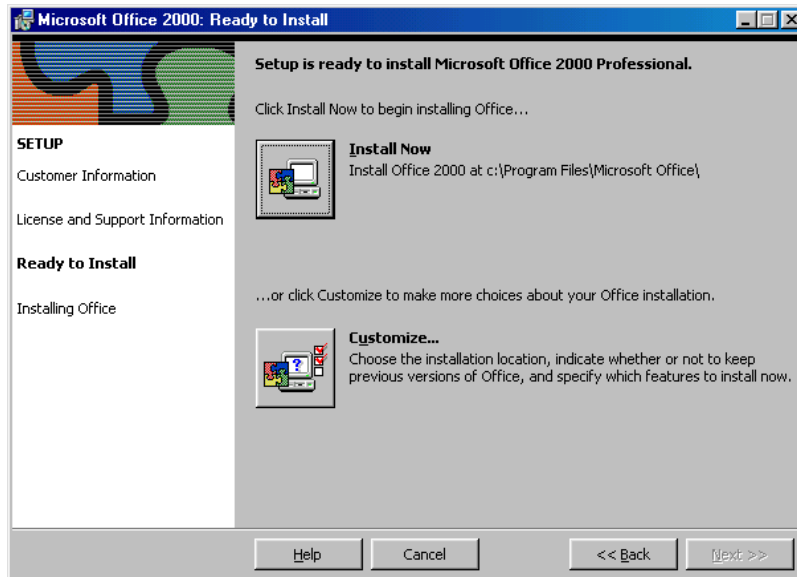 Microsoft Office 2000: Ready to Install
Setup is ready to install Microsoft Office 2000 Professional.
Click Install Now to begin installing Office...
SETUP
Customer Information
License and Support Information
Ready to Install
Installing Office
Install Now
Install Office 2000 at c:\Program Files\Microsoft Office\
...or click Customize to make more choices about your Office installation.
?
Customize...
Choose the installation location, indicate whether or not to keep
previous versions of Office, and specify which features to install now.
Help
Cancel
<< Back
Next >>